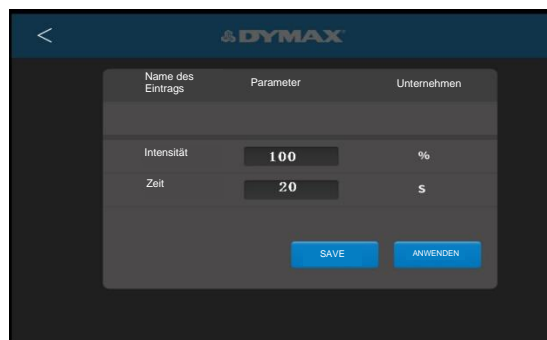 <
DYMAX
Name des
Eintrags Parameter Unternehmen
Intensität 100 %
Zeit 20 s
SAVE ANWENDEN